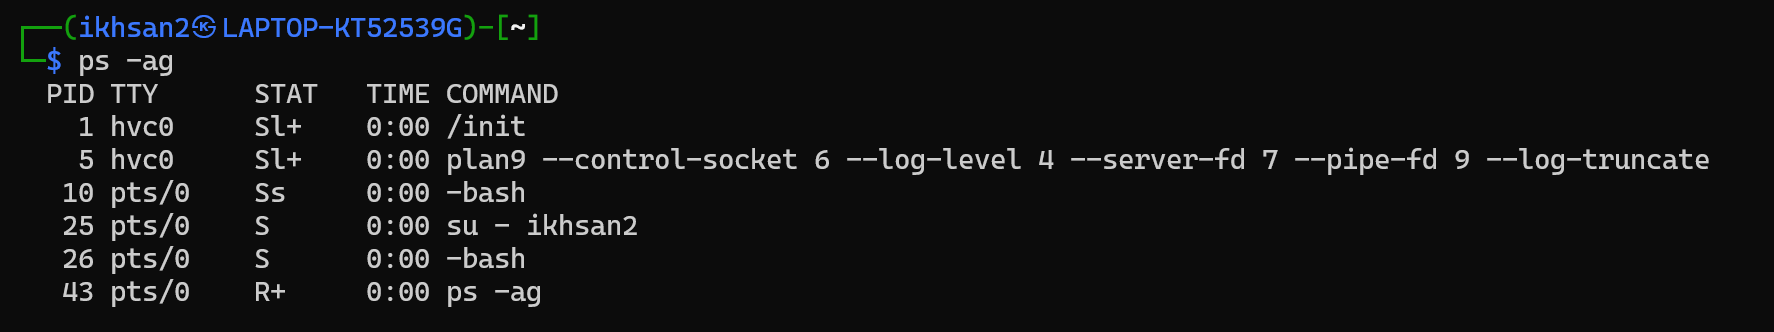 ┌──(ikhsan2㉿LAPTOP-KT52539G)-[~]
└─$ ps -ag
  PID TTY      STAT   TIME COMMAND
    1 hvc0     Sl+    0:00 /init
    5 hvc0     Sl+    0:00 plan9 --control-socket 6 --log-level 4 --server-fd 7 --pipe-fd 9 --log-truncate
   10 pts/0    Ss     0:00 -bash
   25 pts/0    S      0:00 su - ikhsan2
   26 pts/0    S      0:00 -bash
   43 pts/0    R+     0:00 ps -ag